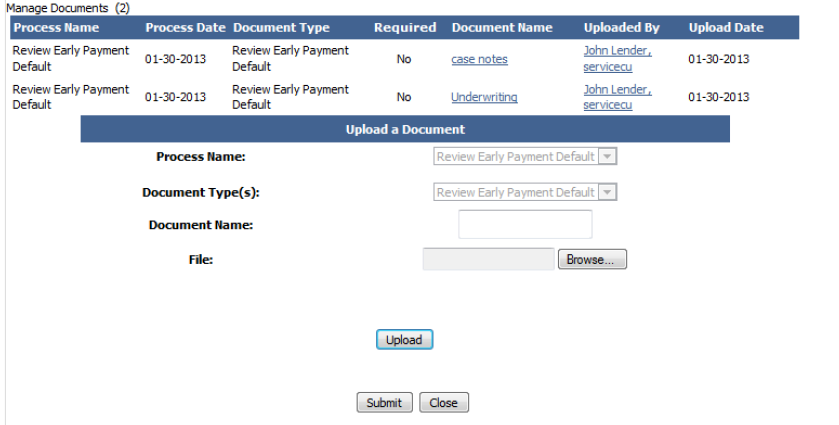 Manage Documents (2)
Process Name Process Date Document Type Required Document Name Uploaded By Upload Date
Review Early Payment Default 01-30-2013 Review Early Payment Default No case notes John Lender, servicecu 01-30-2013
Review Early Payment Default 01-30-2013 Review Early Payment Default No Underwriting John Lender, servicecu 01-30-2013
Upload a Document
Process Name: Review Early Payment Default
Document Type(s): Review Early Payment Default
Document Name:
File: Browse...
Upload
Submit Close